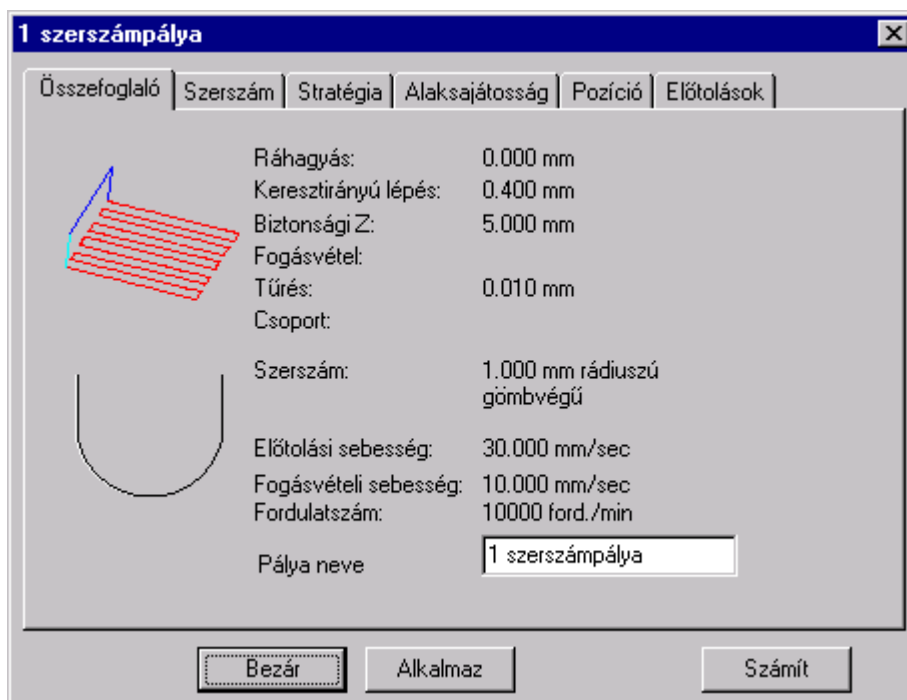 1 szerszámpálya
Összefoglaló Szerszám Stratégia Alaksajátosság Pozíció Előtolások
Ráhagyás: 0.000 mm
Keresztirányú lépés: 0.400 mm
Biztonsági Z: 5.000 mm
Fogásvétel:
Tűrés: 0.010 mm
Csoport:
Szerszám: 1.000 mm rádiuszú
gömbvégű
Előtolási sebesség: 30.000 mm/sec
Fogásvételi sebesség: 10.000 mm/sec
Fordulatszám: 10000 ford./min
Pálya neve 1 szerszámpálya
Bezár Alkalmaz Számít